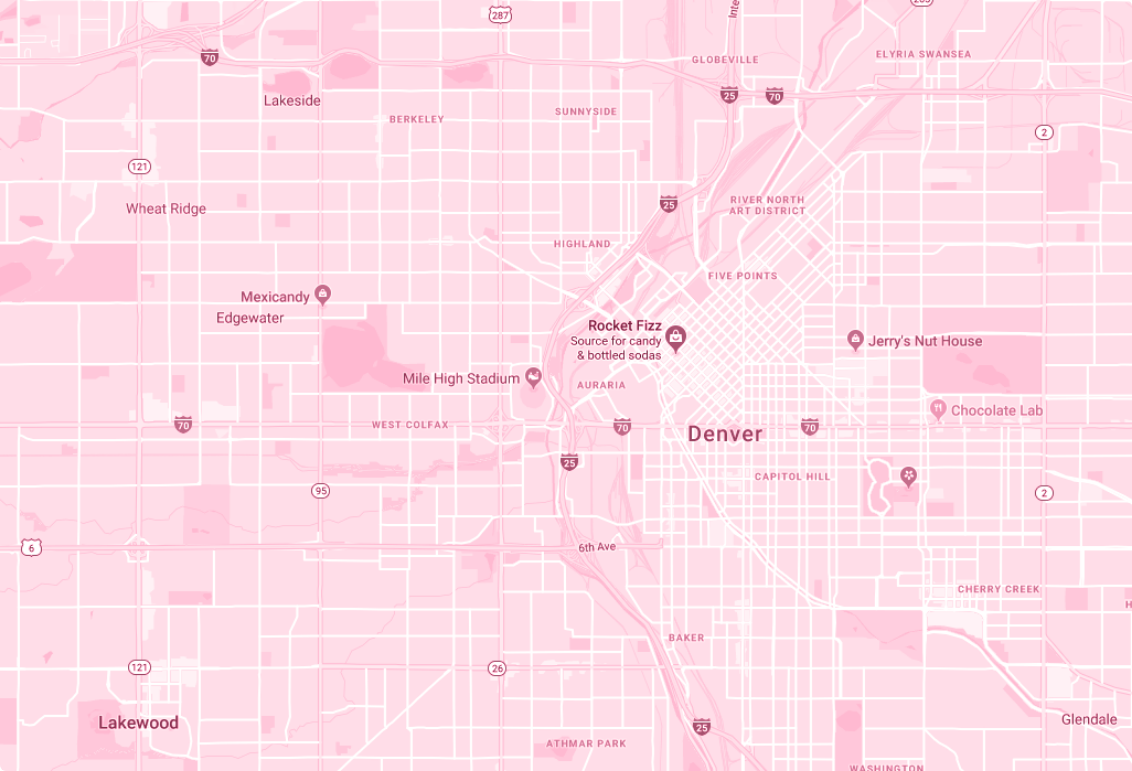 287
Inte
70
GLOBEVILLE
ELYRIA SWANSEA
25
70
Lakeside
BERKELEY
SUNNYSIDE
2
121
Wheat Ridge
25
RIVER NORTH
ART DISTRICT
HIGHLAND
FIVE POINTS
Mexicandy
Edgewater
Rocket Fizz
Source for candy
& bottled sodas
Jerry's Nut House
Mile High Stadium
AURARIA
Chocolate Lab
70
WEST COLFAX
70
Denver
70
25
CAPITOL HILL
95
2
6
6th Ave
CHERRY CREEK
H
BAKER
121
26
Lakewood
25
Glendale
ATHMAR PARK
WASHINGTON